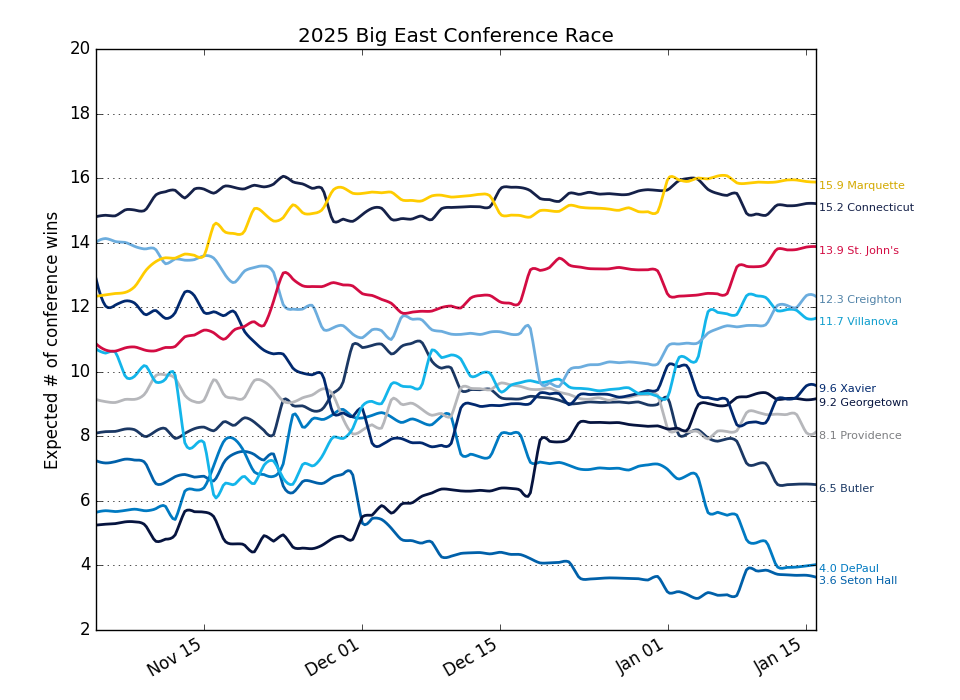 2025 Big East Conference Race
Expected # of conference wins
20
18
16
14
12
10
8
6
4
2
15.9 Marquette
15.2 Connecticut
13.9 St. John's
12.3 Creighton
11.7 Villanova
9.6 Xavier
9.2 Georgetown
8.1 Providence
6.5 Butler
4.0 DePaul
3.6 Seton Hall
Nov 15
Dec 01
Dec 15
Jan 01
Jan 15